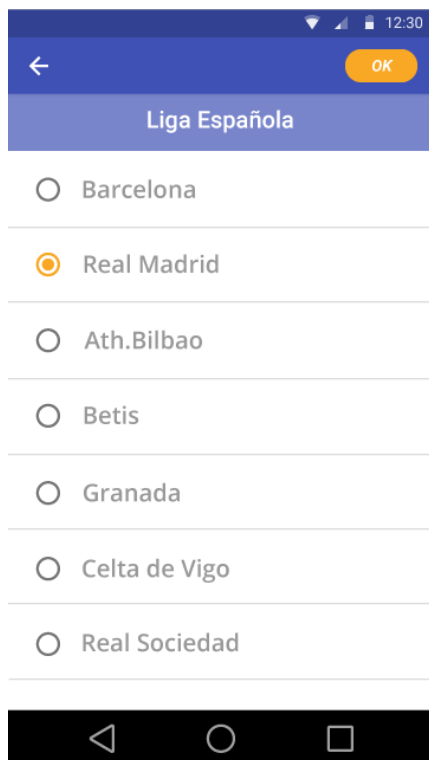 12:30
OK
Liga Española
Barcelona
Real Madrid
Ath.Bilbao
Betis
Granada
Celta de Vigo
Real Sociedad